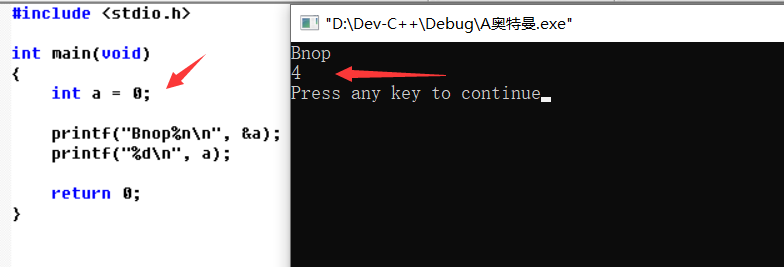 #include <stdio.h>
int main(void)
{
int a = 0;
printf("Bnop%n\n", &a);
printf("%d\n", a);
return 0;
}
"D:\Dev-C++\Debug\A奥特曼.exe"
Bnop
4
Press any key to continue